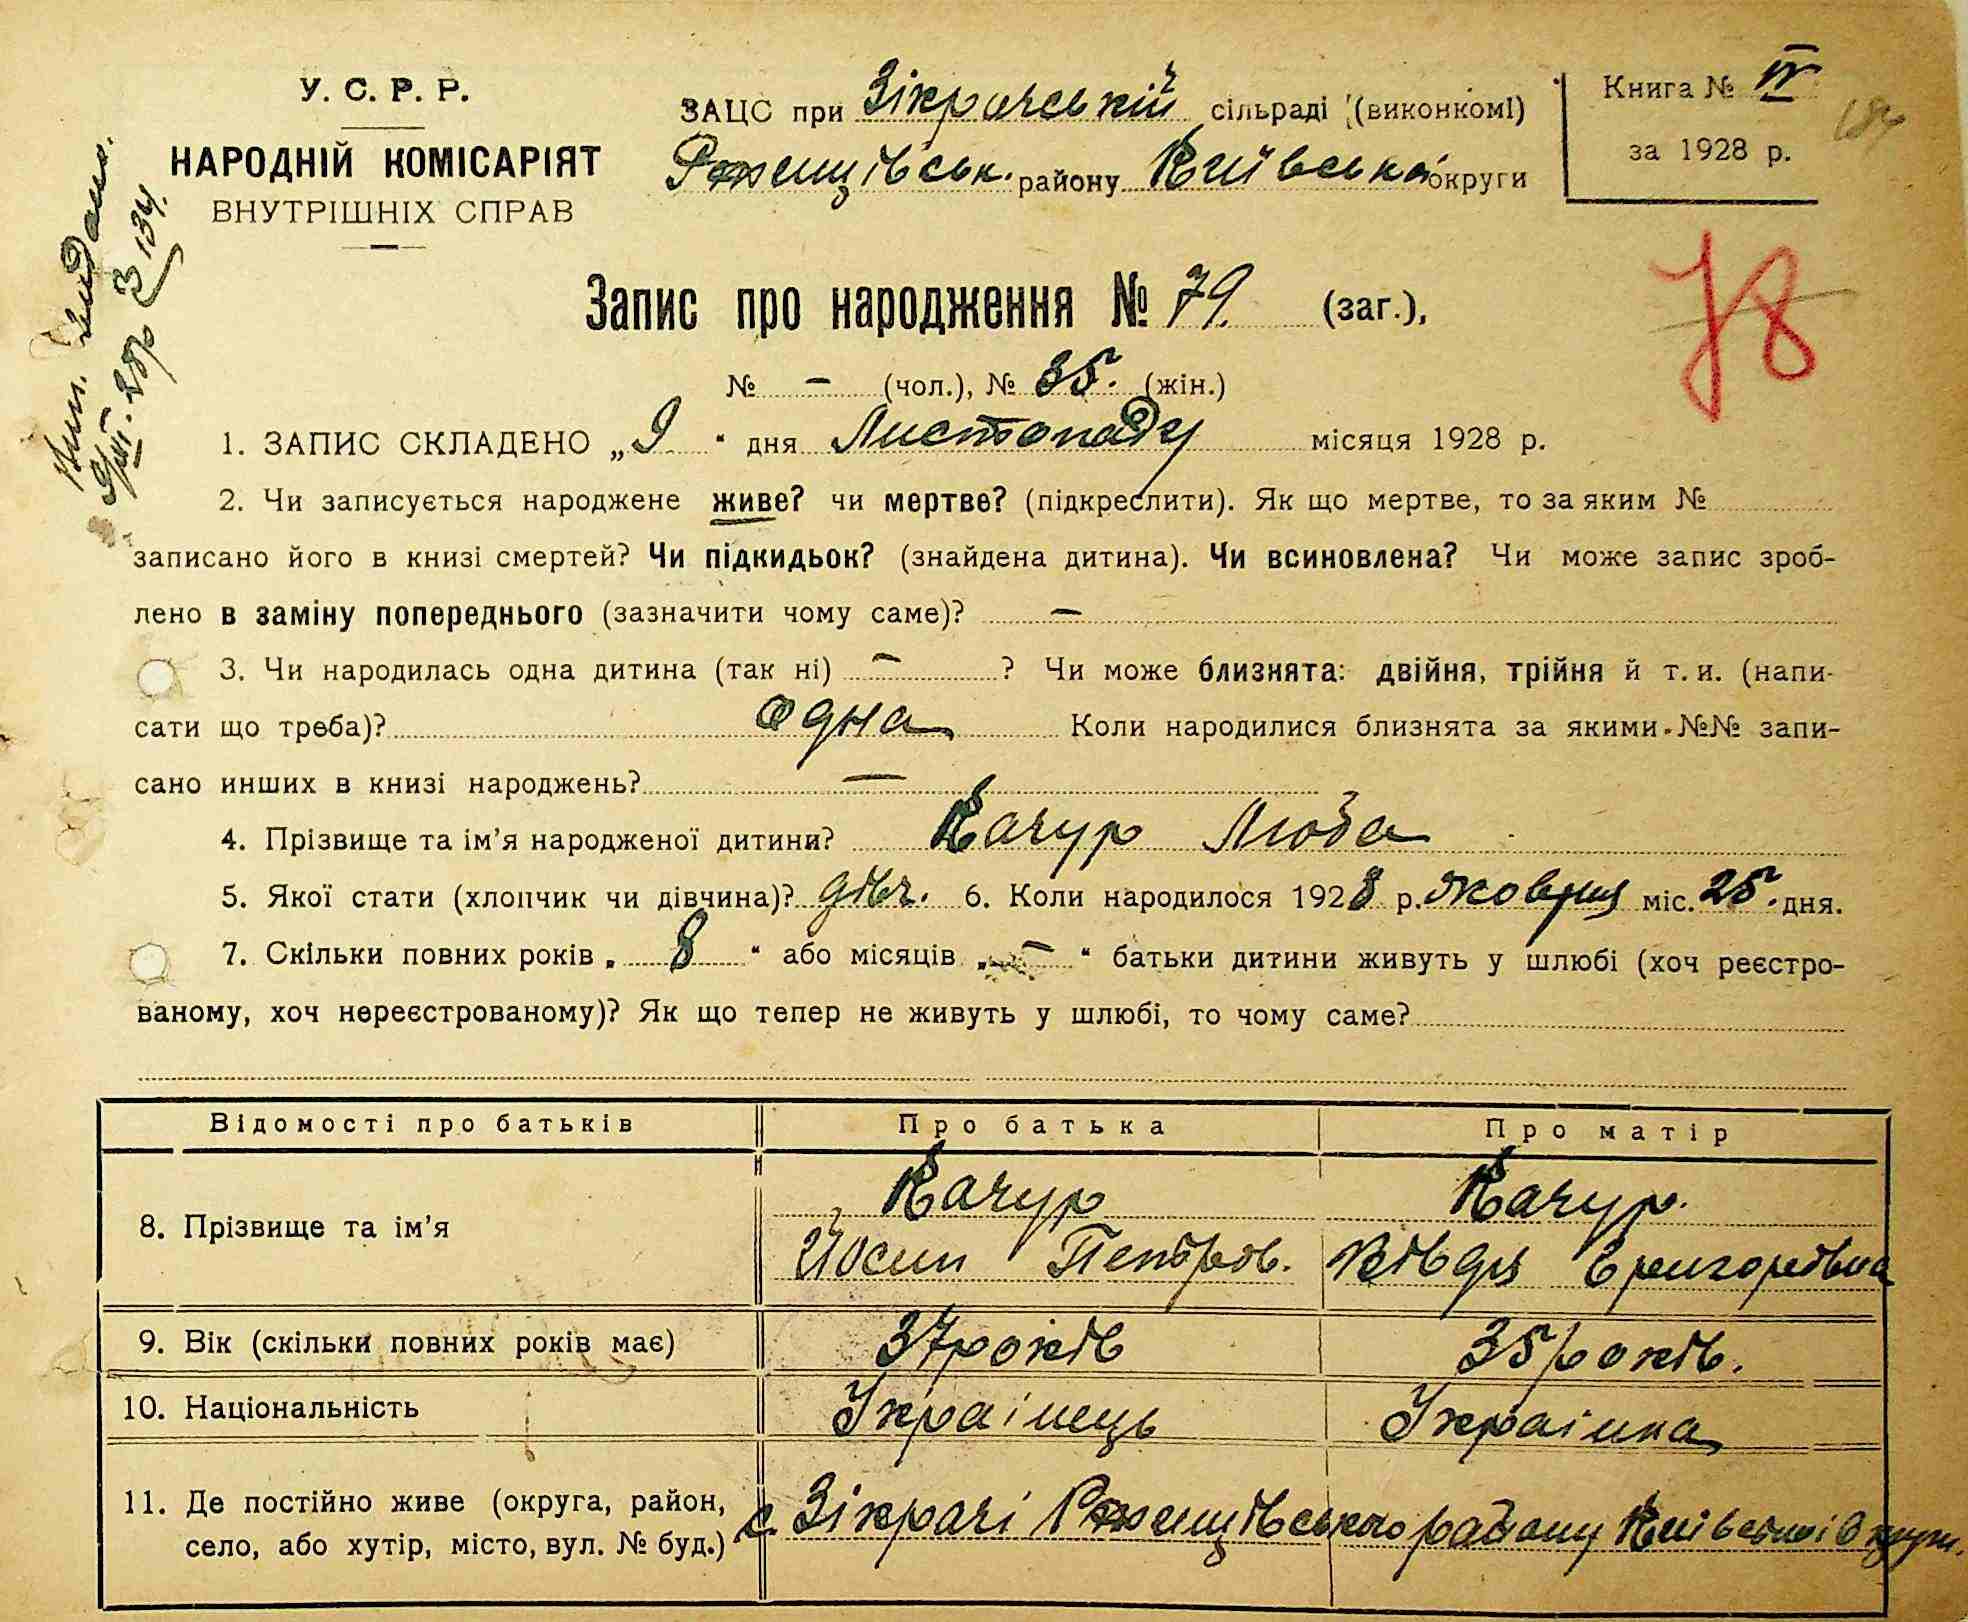 У. С. Р. Р.
НАРОДНІЙ КОМІСАРІЯТ
ВНУТРІШНІХ СПРАВ
ЗАЦС при Зікрачській сільраді (виконкомі)
Ржищівськ. району Київська округи
Книга № IV
за 1928 р.
78
Запис про народження № 79. (заг.),
№ — (чол.), № 35. (жін.)
1. ЗАПИС СКЛАДЕНО „9“ дня Листопаду місяця 1928 р.
2. Чи записується народжене живе? чи мертве? (підкреслити). Як що мертве, то за яким №
записано його в книзі смертей? Чи підкидьок? (знайдена дитина). Чи всиновлена? Чи може запис зроб-
лено в заміну попереднього (зазначити чому саме)? —
3. Чи народилась одна дитина (так ні) — ? Чи може близнята: двійня, трійня й т. и. (напи-
сати що треба)? Одна Коли народилися близнята за якими №№ запи-
сано инших в книзі народжень? —
4. Прізвище та ім’я народженої дитини? Качур Люба
5. Якої стати (хлопчик чи дівчина)? дівч. 6. Коли народилося 1928 р. жовтня міс. 25. дня.
7. Скільки повних років „ 8 “ або місяців „ — “ батьки дитини живуть у шлюбі (хоч реєстро-
ваному, хоч нереєстрованому)? Як що тепер не живуть у шлюбі, то чому саме?
Відомості про батьків Про батька Про матір
8. Прізвище та ім’я Качур Йосип Петров. Качур. Явдя Григорівна
9. Вік (скільки повних років має) 37 років 35 років.
10. Національність Українець Українка
11. Де постійно живе (округа, район,
село, або хутір, місто, вул. № буд.) с. Зікрачі Ржищівського району Київської Округи.